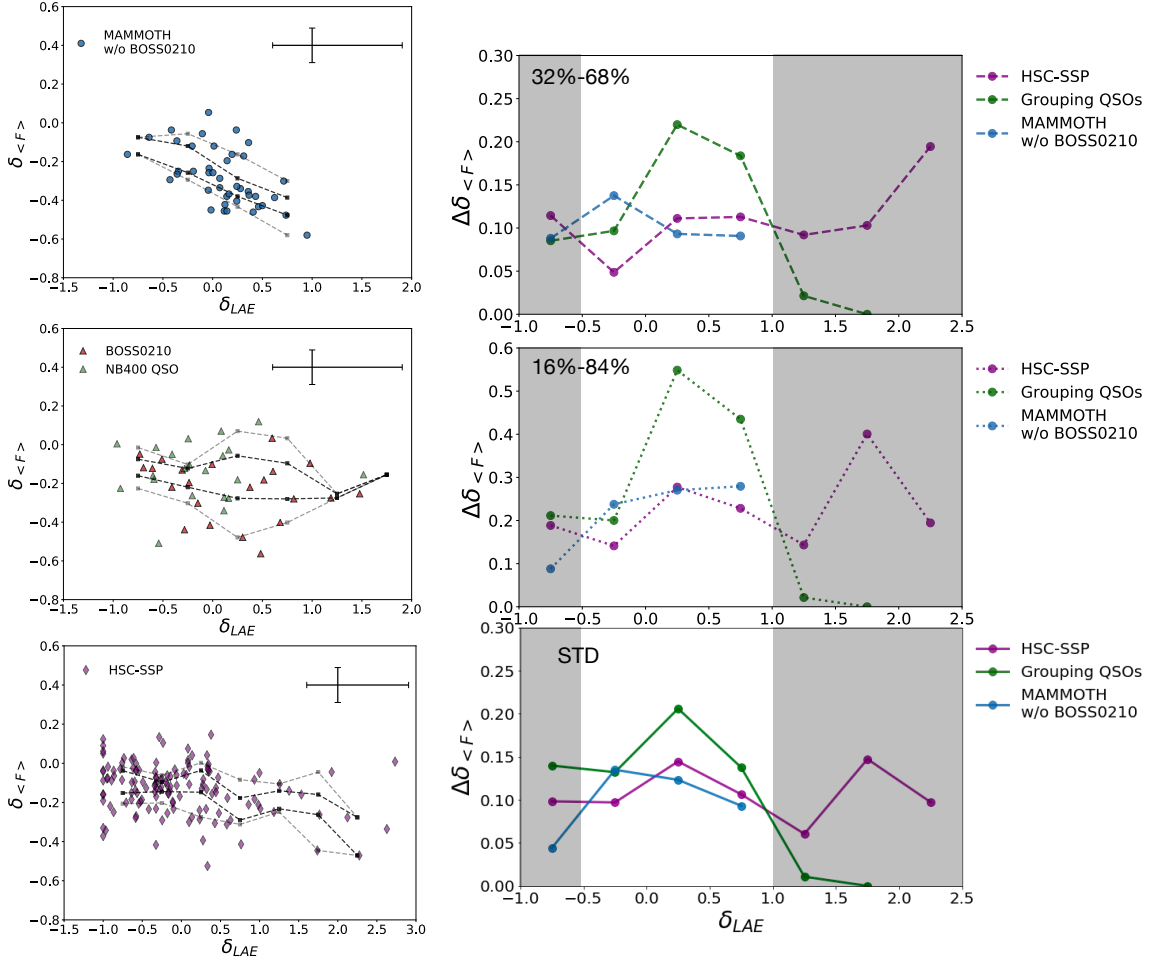 MAMMOTH
w/o BOSS0210
0.6
0.4
0.2
0.0
−0.2
−0.4
−0.6
−0.8
δ<F>
−1.5 −1.0 −0.5 0.0 0.5 1.0 1.5 2.0
δLAE
BOSS0210
NB400 QSO
0.6
0.4
0.2
0.0
−0.2
−0.4
−0.6
−0.8
δ<F>
−1.5 −1.0 −0.5 0.0 0.5 1.0 1.5 2.0
δLAE
HSC-SSP
0.6
0.4
0.2
0.0
−0.2
−0.4
−0.6
−0.8
δ<F>
−1.5 −1.0 −0.5 0.0 0.5 1.0 1.5 2.0 2.5 3.0
δLAE
32%-68%
0.30
0.25
0.20
0.15
0.10
0.05
0.00
Δδ<F>
−1.0 −0.5 0.0 0.5 1.0 1.5 2.0 2.5
HSC-SSP
Grouping QSOs
MAMMOTH
w/o BOSS0210
16%-84%
0.6
0.5
0.4
0.3
0.2
0.1
0.0
Δδ<F>
−1.0 −0.5 0.0 0.5 1.0 1.5 2.0 2.5
HSC-SSP
Grouping QSOs
MAMMOTH
w/o BOSS0210
STD
0.30
0.25
0.20
0.15
0.10
0.05
0.00
Δδ<F>
−1.0 −0.5 0.0 0.5 1.0 1.5 2.0 2.5
δLAE
HSC-SSP
Grouping QSOs
MAMMOTH
w/o BOSS0210